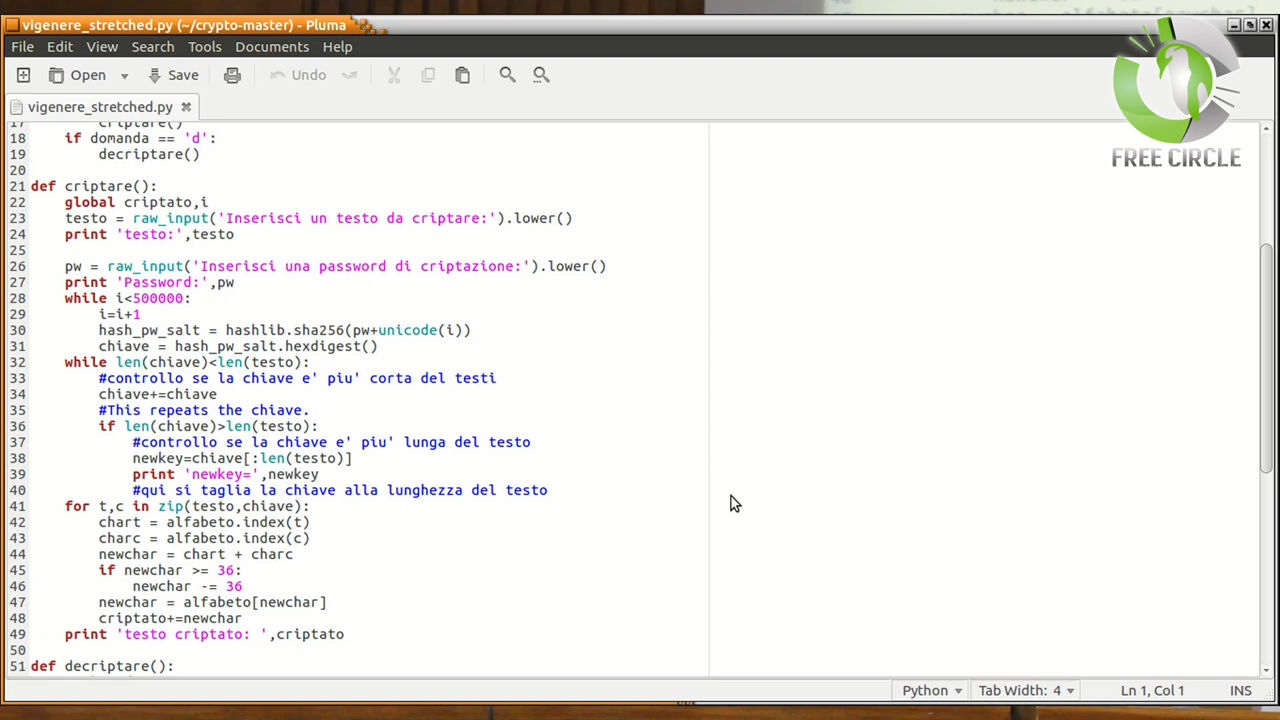 vigenere_stretched.py (~/crypto-master) - Pluma
File Edit View Search Tools Documents Help
Open Save Undo
vigenere_stretched.py
FREE CIRCLE
17 criptare()
18 if domanda == 'd':
19 decriptare()
20
21 def criptare():
22 global criptato,i
23 testo = raw_input('Inserisci un testo da criptare:').lower()
24 print 'testo:',testo
25
26 pw = raw_input('Inserisci una password di criptazione:').lower()
27 print 'Password:',pw
28 while i<500000:
29 i=i+1
30 hash_pw_salt = hashlib.sha256(pw+unicode(i))
31 chiave = hash_pw_salt.hexdigest()
32 while len(chiave)<len(testo):
33 #controllo se la chiave e' piu' corta del testi
34 chiave+=chiave
35 #This repeats the chiave.
36 if len(chiave)>len(testo):
37 #controllo se la chiave e' piu' lunga del testo
38 newkey=chiave[:len(testo)]
39 print 'newkey=',newkey
40 #qui si taglia la chiave alla lunghezza del testo
41 for t,c in zip(testo,chiave):
42 chart = alfabeto.index(t)
43 charc = alfabeto.index(c)
44 newchar = chart + charc
45 if newchar >= 36:
46 newchar -= 36
47 newchar = alfabeto[newchar]
48 criptato+=newchar
49 print 'testo criptato: ',criptato
50
51 def decriptare():
Python Tab Width: 4 Ln 1, Col 1 INS